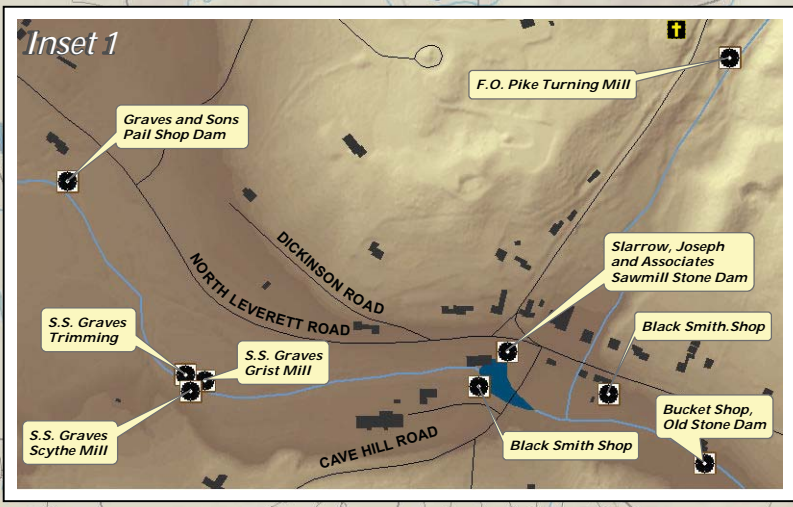 Inset 1
F.O. Pike Turning Mill
Graves and Sons
Pail Shop Dam
DICKINSON ROAD
NORTH LEVERETT ROAD
Slarrow, Joseph
and Associates
Sawmill Stone Dam
S.S. Graves
Trimming
S.S. Graves
Grist Mill
Black Smith.Shop
S.S. Graves
Scythe Mill
CAVE HILL ROAD
Black Smith Shop
Bucket Shop,
Old Stone Dam